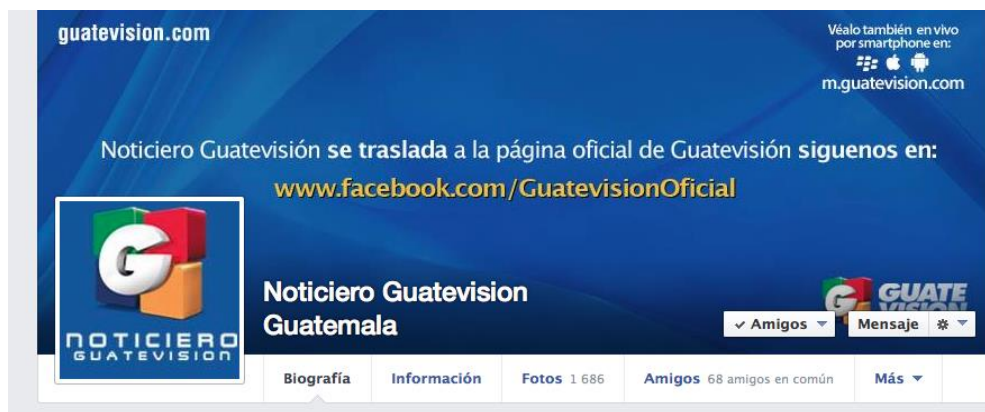 guatevision.com
Véalo también en vivo
por smartphone en:
m.guatevision.com
Noticiero Guatevisión se traslada a la página oficial de Guatevisión siguenos en:
www.facebook.com/GuatevisionOficial
G
NOTICIERO
GUATEVISION
Noticiero Guatevision
Guatemala
G GUATE
VISION
✓ Amigos
Mensaje
Biografía
Información
Fotos 1 686
Amigos 68 amigos en común
Más